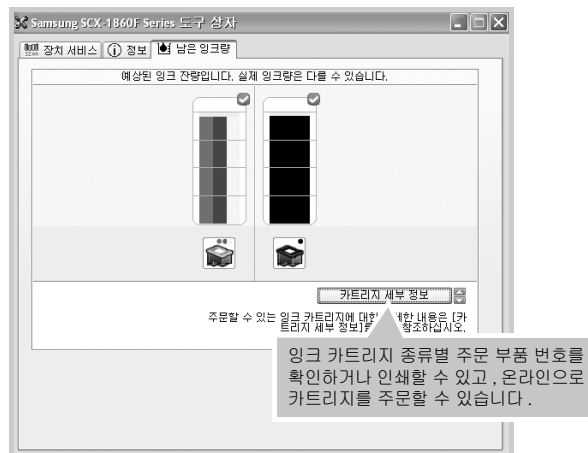 Samsung SCX-1860F Series 도구 상자
장치 서비스 정보 남은 잉크량
예상된 잉크 잔량입니다. 실제 잉크량은 다를 수 있습니다.
카트리지 세부 정보
주문할 수 있는 잉크 카트리지에 대한 세한 내용은 [카
트리지 세부 정보]를 참조하십시오.
잉크 카트리지 종류별 주문 부품 번호를
확인하거나 인쇄할 수 있고 , 온라인으로
카트리지를 주문할 수 있습니다 .